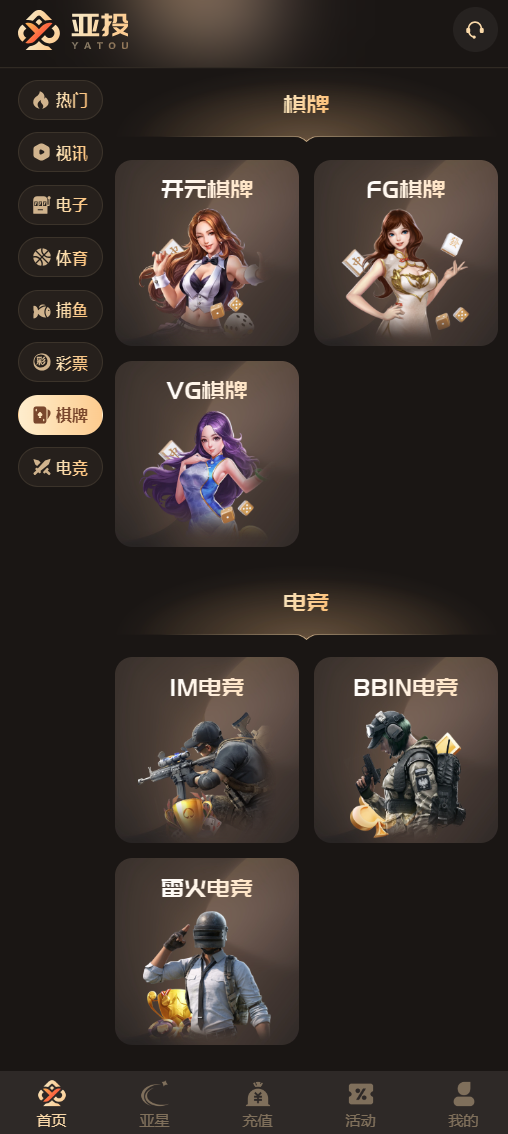 亚投
YATOU
热门
视讯
电子
体育
捕鱼
彩票
棋牌
电竞
棋牌
开元棋牌
FG棋牌
VG棋牌
电竞
IM电竞
BBIN电竞
雷火电竞
首页
亚星
充值
活动
我的